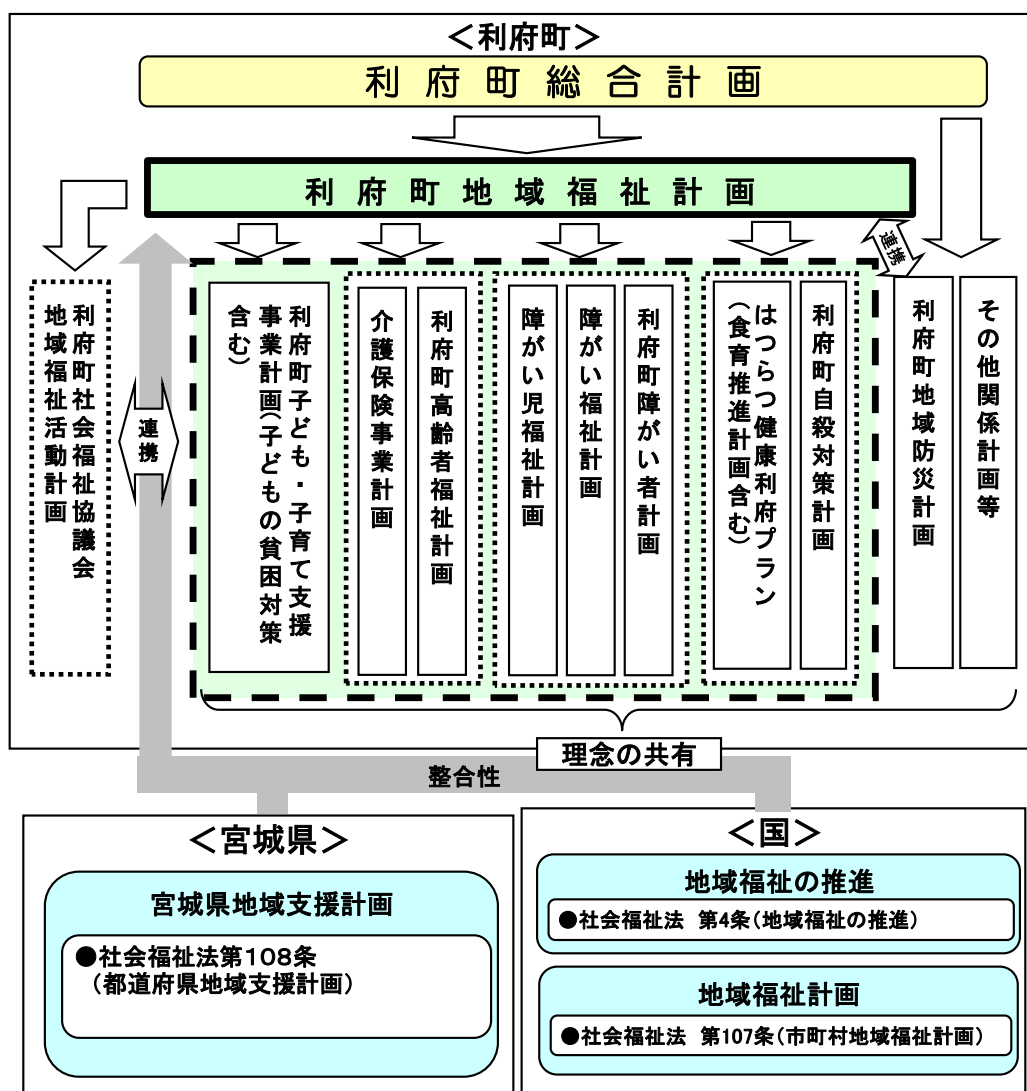 ＜利府町＞
利府町総合計画
利府町地域福祉計画
連携
利府町社会福祉協議会
地域福祉活動計画
連携
利府町子ども・子育て支援
事業計画（子どもの貧困対策
含む）
利府町高齢者福祉計画
介護保険事業計画
利府町障がい者計画
障がい福祉計画
障がい児福祉計画
利府町自殺対策計画
はつらつ健康利府プラン
（食育推進計画含む）
利府町地域防災計画
その他関係計画等
理念の共有
整合性
＜宮城県＞
宮城県地域支援計画
●社会福祉法第１０８条
（都道府県地域支援計画）
＜国＞
地域福祉の推進
●社会福祉法 第4条（地域福祉の推進）
地域福祉計画
●社会福祉法 第107条（市町村地域福祉計画）